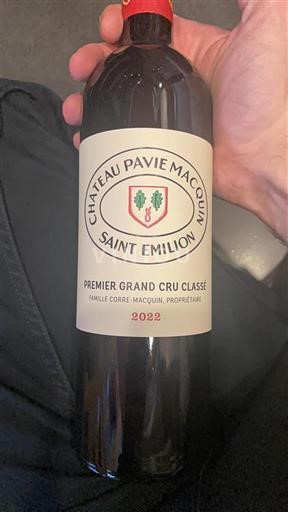 CHATEAU PAVIE MACQUIN
SAINT EMILION
PREMIER GRAND CRU CLASSÉ
FAMILLE CORRE-MACQUIN, PROPRIÉTAIRE
2022